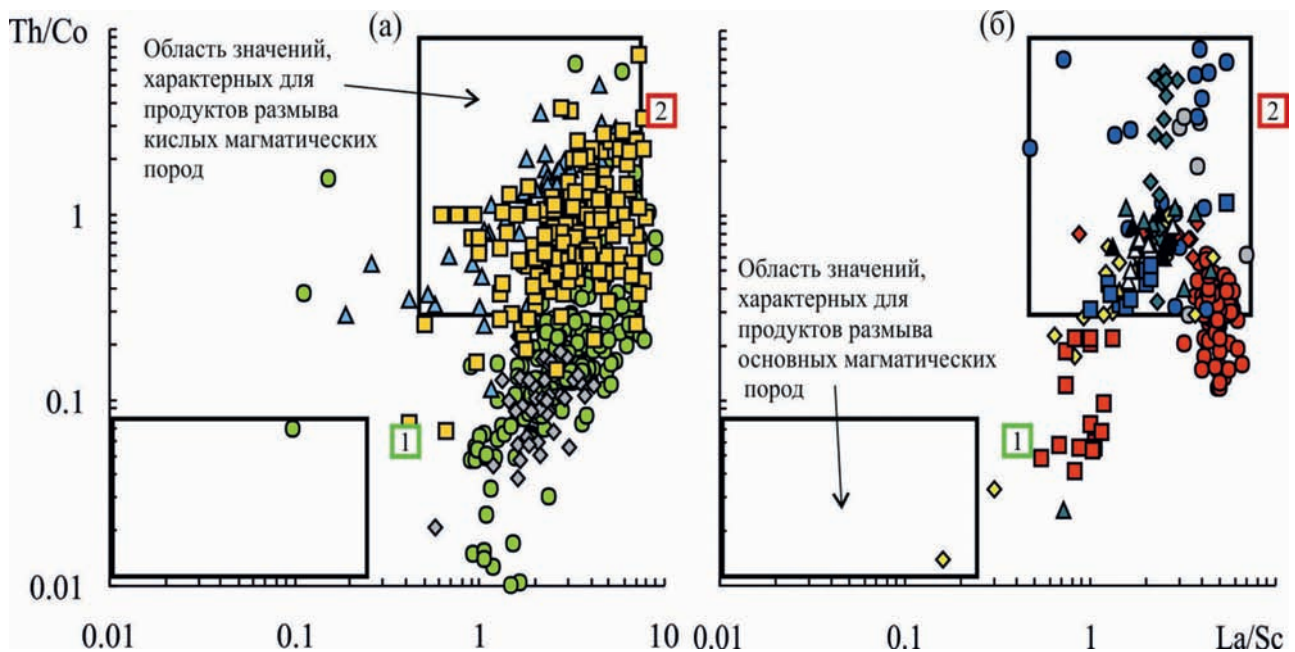 Th/Co
(а)
Область значений,
характерных для
продуктов размыва
кислых магматических
пород
2
1
0.1
1
0.01
0.01
0.1
1
10
(б)
2
Область значений,
характерных для
продуктов размыва
основных магматических
пород
1
0.01
0.1
1
La/Sc